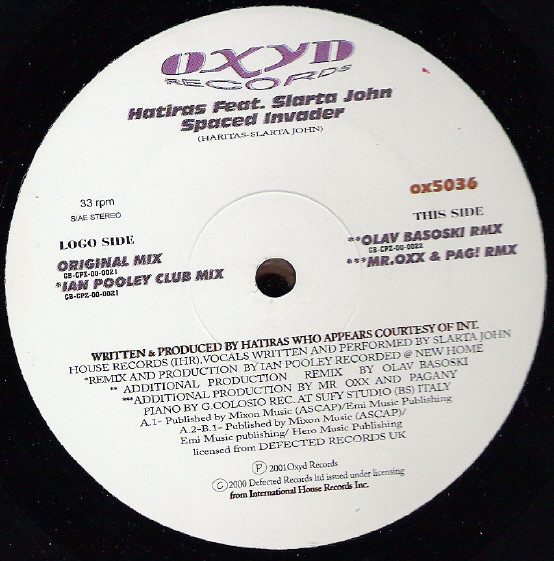 OXYD
RECORDS
Hatiras Feat. Slarta John
Spaced Invader
(HARITAS-SLARTA JOHN)
33 rpm
SIAE STEREO
ox5036
LOGO SIDE
ORIGINAL MIX
GB-CPZ-00-0021
*IAN POOLEY CLUB MIX
GB-CPZ-00-0021
THIS SIDE
**OLAV BASOSKI RMX
GB-CPZ-00-0022
***MR.OXX & PAG! RMX
WRITTEN & PRODUCED BY HATIRAS WHO APPEARS COURTESY OF INT.
HOUSE RECORDS (IHR).VOCALS WRITTEN AND PERFORMED BY SLARTA JOHN
*REMIX AND PRODUCTION BY IAN POOLEY RECORDED @ NEW HOME
** ADDITIONAL PRODUCTION REMIX BY OLAV BASOSKI
***ADDITIONAL PRODUCTION BY MR OXX AND PAGANY
PIANO BY G.COLOSIO REC. AT SUFY STUDIO (BS) ITALY
A.1- Published by Mixon Music (ASCAP)/Emi Music Publishing
A.2-B.1- Published by Mixon Music (ASCAP)/
Emi Music publishing/ Hero Music Publishing
licensed from DEFECTED RECORDS UK
Ⓟ 2001 Oxyd Records
© 2000 Defected Records ltd issued under licensing
from International House Records Inc.